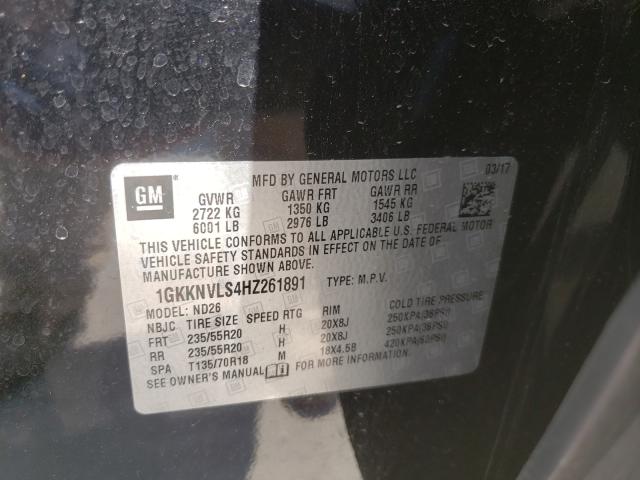 MFD BY GENERAL MOTORS LLC 03/17
GM
GVWR GAWR FRT GAWR RR
2722 KG 1350 KG 1545 KG
6001 LB 2976 LB 3406 LB
THIS VEHICLE CONFORMS TO ALL APPLICABLE U.S. FEDERAL MOTOR
VEHICLE SAFETY STANDARDS IN EFFECT ON THE DATE OF
MANUFACTURE SHOWN ABOVE.
1GKKNVLS4HZ261891 TYPE: M.P.V.
MODEL: ND26
NBJC TIRE SIZE SPEED RTG RIM COLD TIRE PRESSURE
FRT 235/55R20 H 20X8J 250KPA(36PSI)
RR 235/55R20 H 20X8J 250KPA(36PSI)
SPA T135/70R18 M 18X4.5B 420KPA(60PSI)
SEE OWNER'S MANUAL